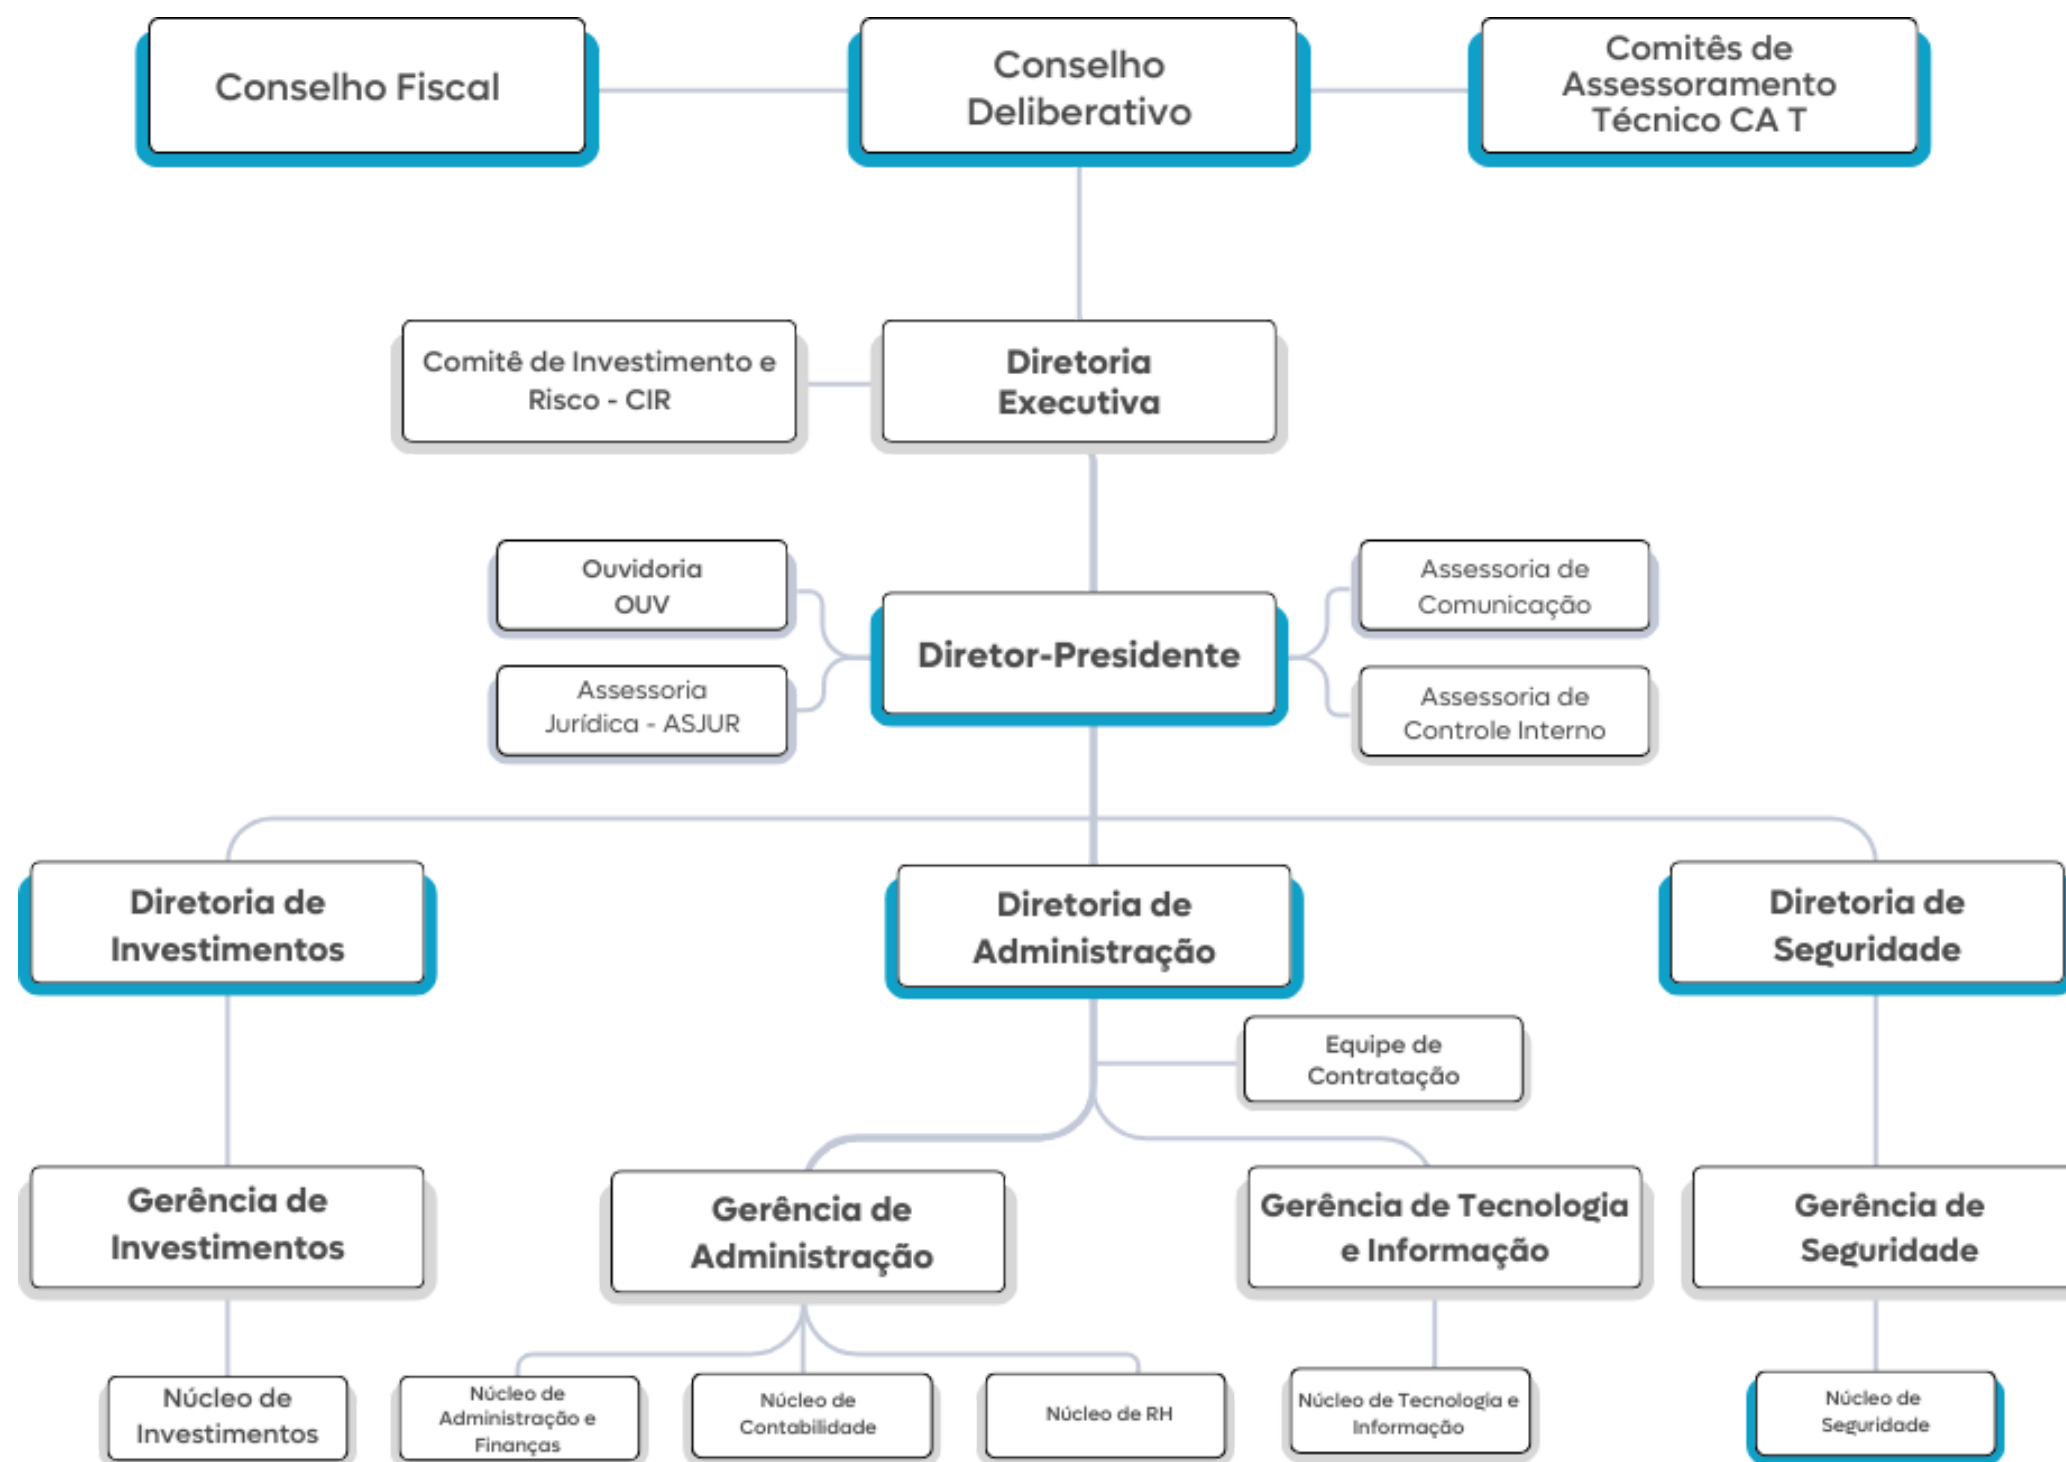 Conselho Fiscal
Conselho
Deliberativo
Comitês de
Assessoramento
Técnico CA T
Comitê de Investimento e
Risco - CIR
Diretoria
Executiva
Ouvidoria
OUV
Assessoria de
Comunicação
Diretor-Presidente
Assessoria
Jurídica - ASJUR
Assessoria de
Controle Interno
Diretoria de
Investimentos
Diretoria de
Administração
Diretoria de
Seguridade
Equipe de
Contratação
Gerência de
Investimentos
Gerência de
Administração
Gerência de Tecnologia
e Informação
Gerência de
Seguridade
Núcleo de
Investimentos
Núcleo de
Administração e
Finanças
Núcleo de
Contabilidade
Núcleo de RH
Núcleo de Tecnologia e
Informação
Núcleo de
Seguridade